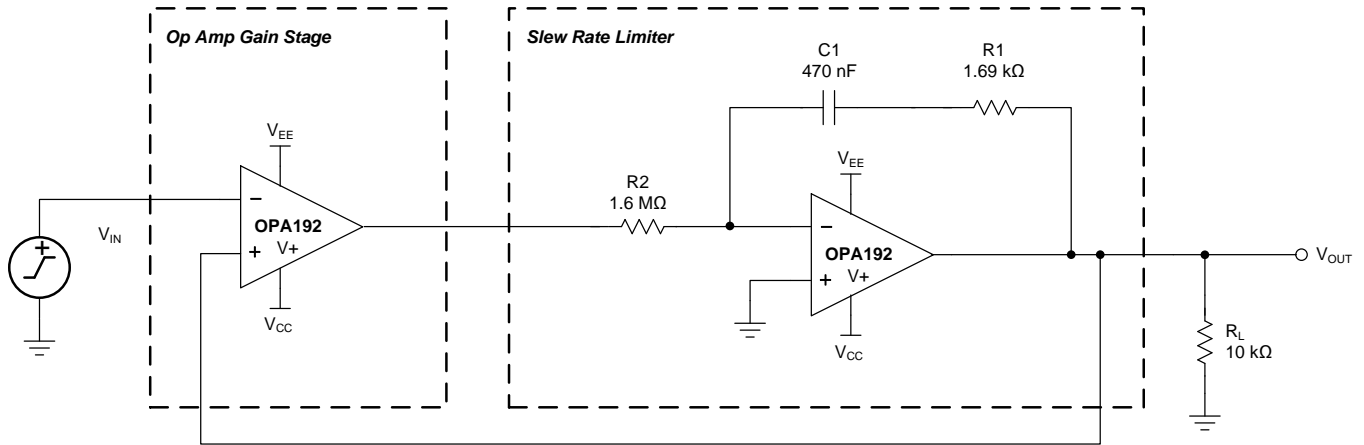 Op Amp Gain Stage
Slew Rate Limiter
C1
470 nF
R1
1.69 kΩ
VEE
VEE
R2
1.6 MΩ
−
OPA192
+ V+
VIN
+
VCC
−
OPA192
+ V+
VCC
VOUT
RL
10 kΩ